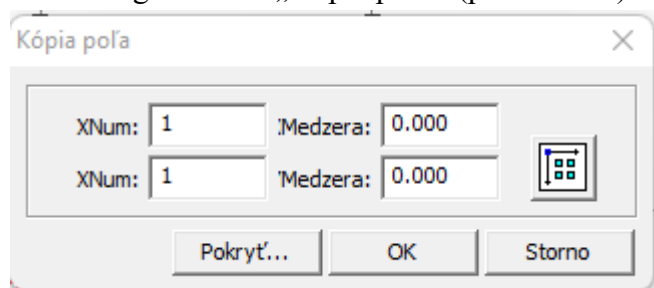 Kópia poľa
XNum: 1 Medzera: 0.000
XNum: 1 Medzera: 0.000
Pokryť... OK Storno